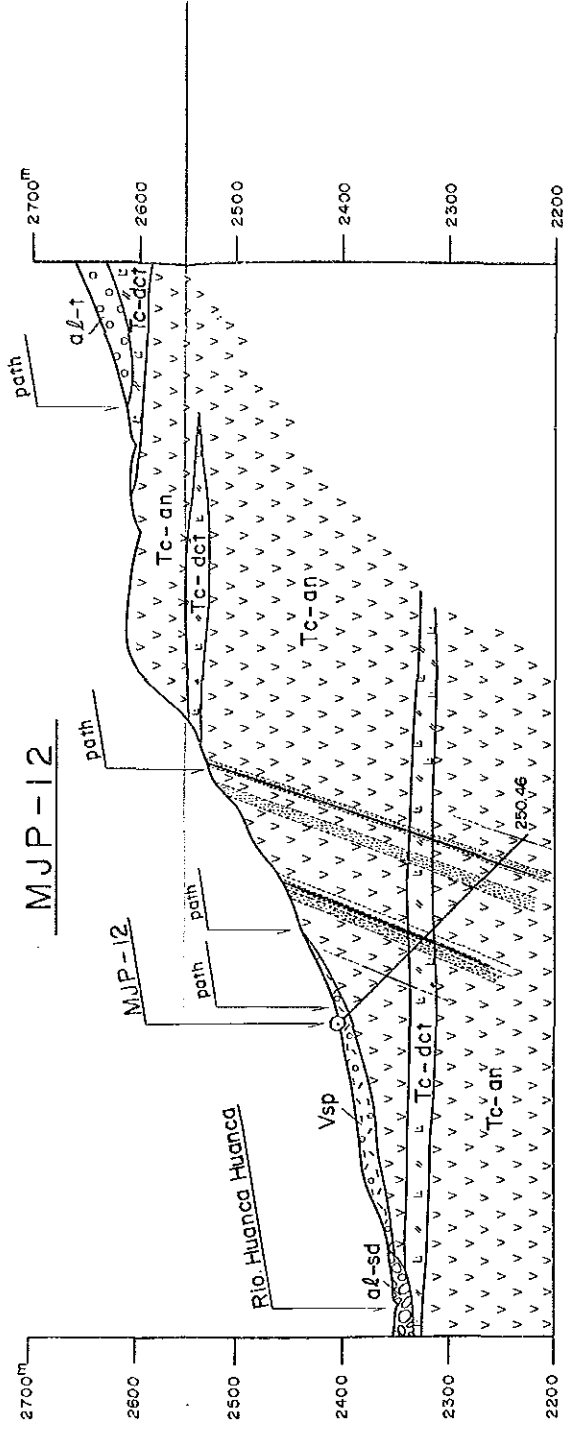 MJP-12
2700m
2600
2500
2400
2300
2200
Rio. Huanca Huanca
MJP-12
path
path
path
path
al-sd
Vsp
al-t
Tc-dct
Tc-an
Tc-dct
Tc-an
Tc-dct
Tc-an
250.46
2700m
2600
2500
2400
2300
2200